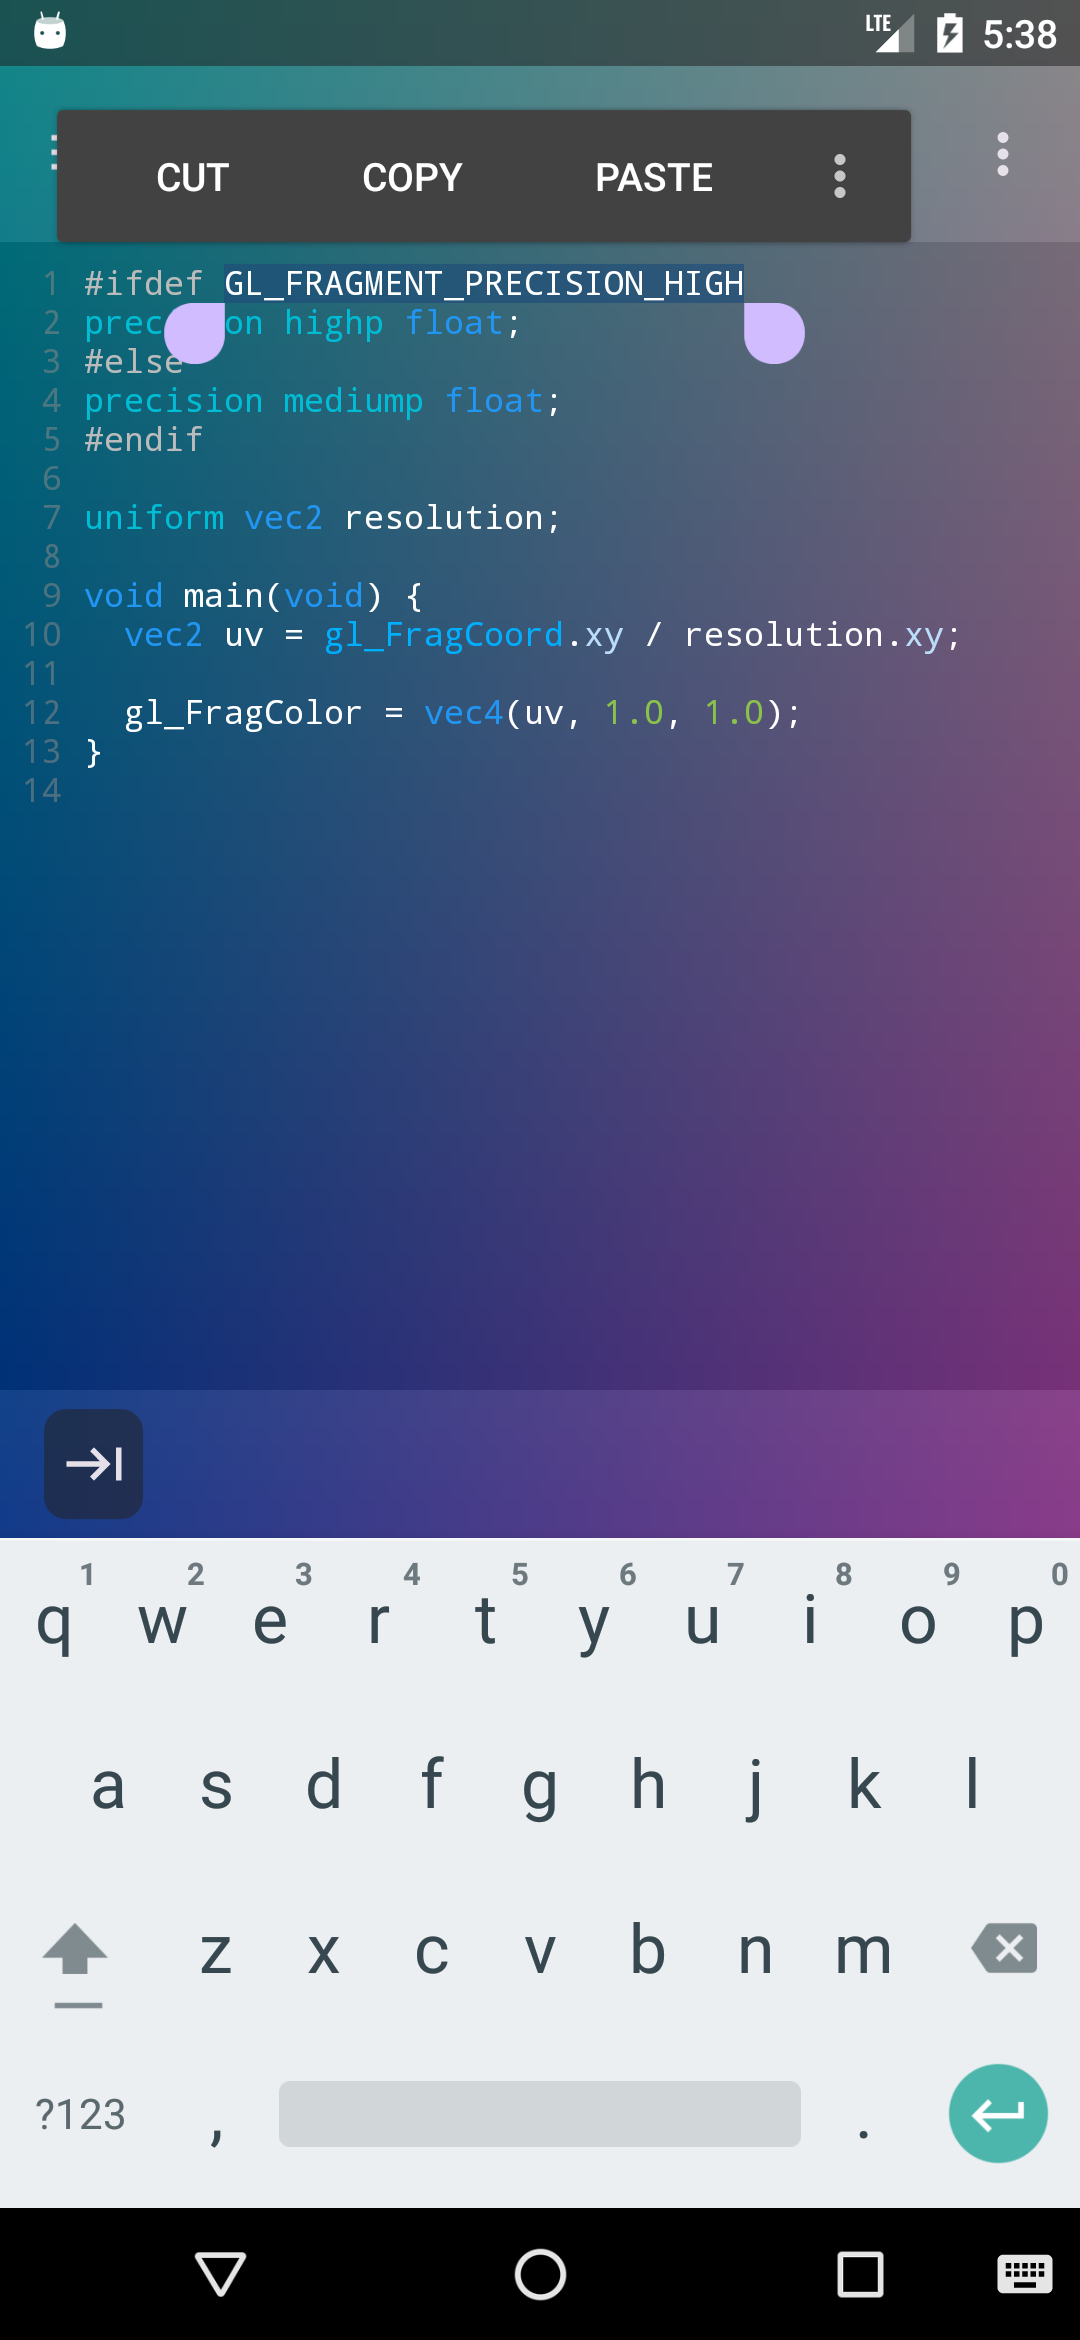 LTE 5:38
CUT COPY PASTE
1 #ifdef GL_FRAGMENT_PRECISION_HIGH
2 prec on highp float;
3 #else
4 precision mediump float;
5 #endif
6
7 uniform vec2 resolution;
8
9 void main(void) {
10 vec2 uv = gl_FragCoord.xy / resolution.xy;
11
12 gl_FragColor = vec4(uv, 1.0, 1.0);
13 }
14
1 2 3 4 5 6 7 8 9 0
q w e r t y u i o p
a s d f g h j k l
z x c v b n m
?123 , .